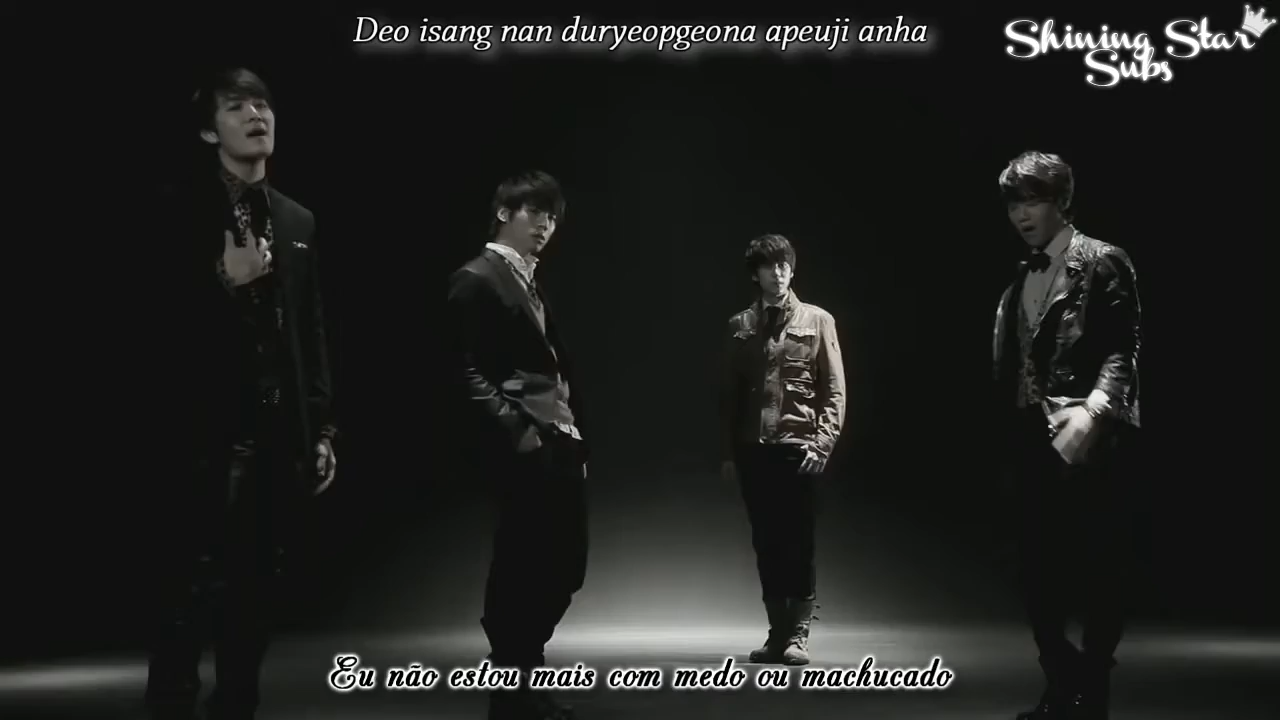 Deo isang nan duryeopgeona apeuji anha
Shining Star
Subs
Eu não estou mais com medo ou machucado